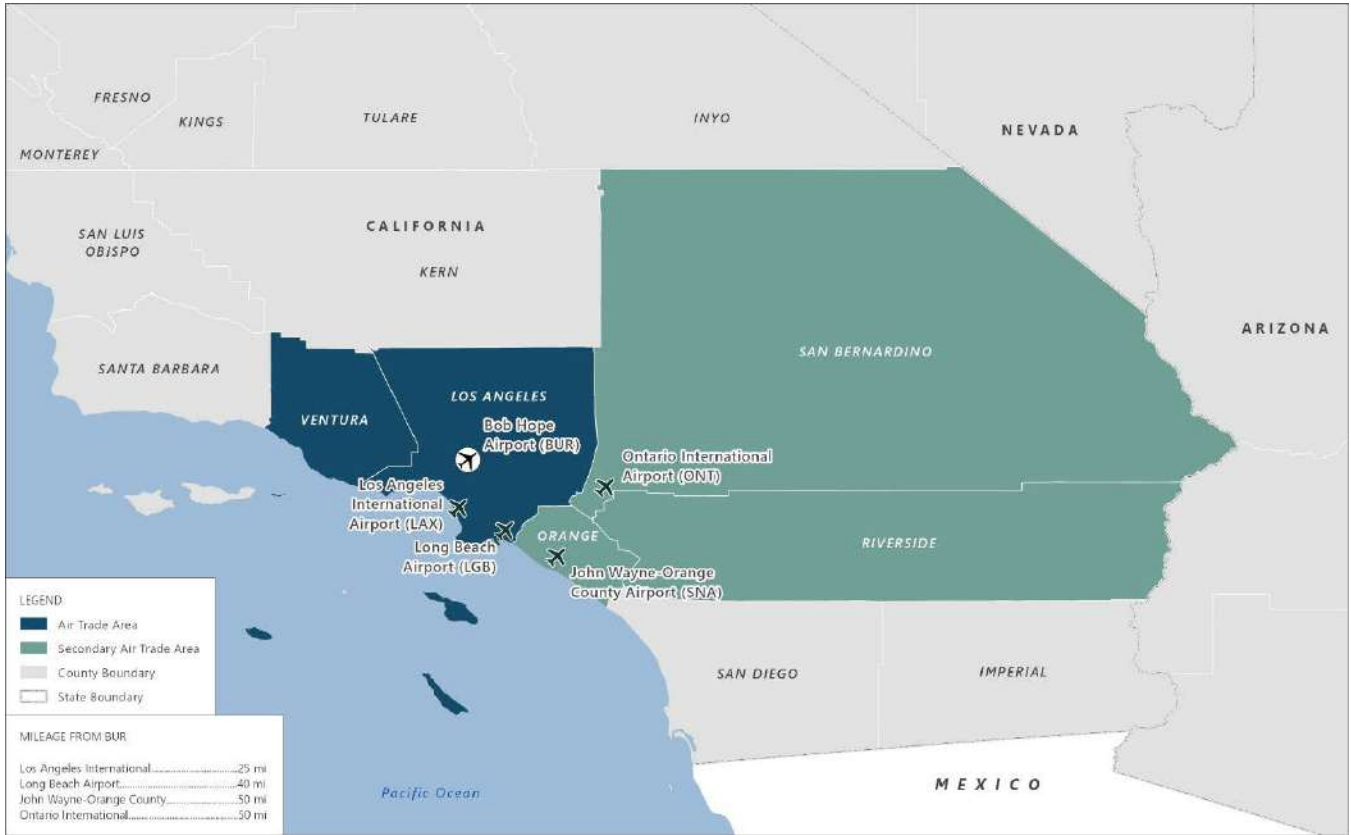 FRESNO
KINGS
TULARE
INYO
NEVADA
MONTEREY
SAN LUIS
OBISPO
CALIFORNIA
KERN
ARIZONA
SANTA BARBARA
SAN BERNARDINO
VENTURA
LOS ANGELES
Bob Hope
Airport (BUR)
Ontario International
Airport (ONT)
Los Angeles
International
Airport (LAX)
Long Beach
Airport (LGB)
ORANGE
RIVERSIDE
John Wayne-Orange
County Airport (SNA)
SAN DIEGO
IMPERIAL
MEXICO
Pacific Ocean
LEGEND
Air Trade Area
Secondary Air Trade Area
County Boundary
State Boundary
MILEAGE FROM BUR
Los Angeles International 25 mi
Long Beach Airport 40 mi
John Wayne-Orange County 50 mi
Ontario International 50 mi